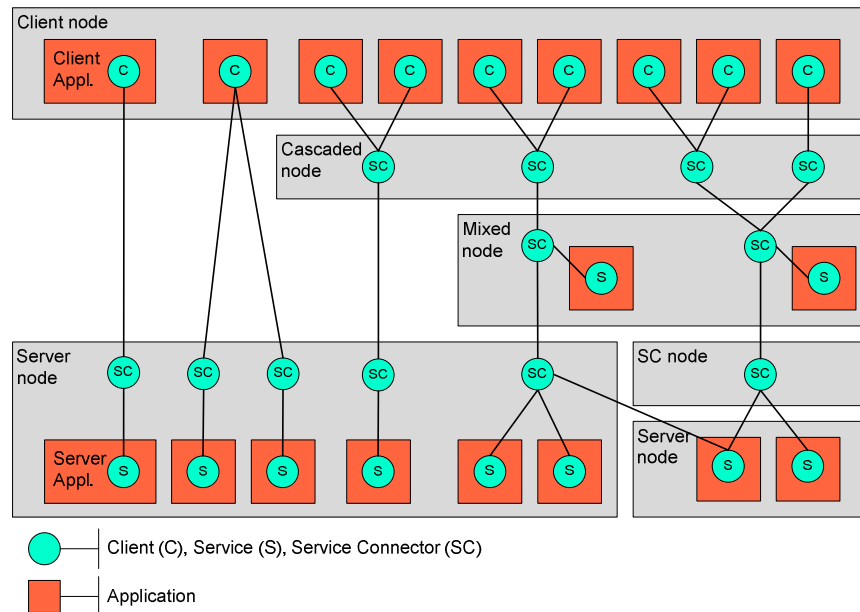 Client node
Client
Appl.
C
C
C
C
C
C
C
C
C
Cascaded
node
SC
SC
SC
SC
Mixed
node
SC
S
SC
S
Server
node
SC
SC
SC
SC
SC
SC node
SC
Server
Appl.
S
S
S
S
S
S
Server
node
S
S
Client (C), Service (S), Service Connector (SC)
Application